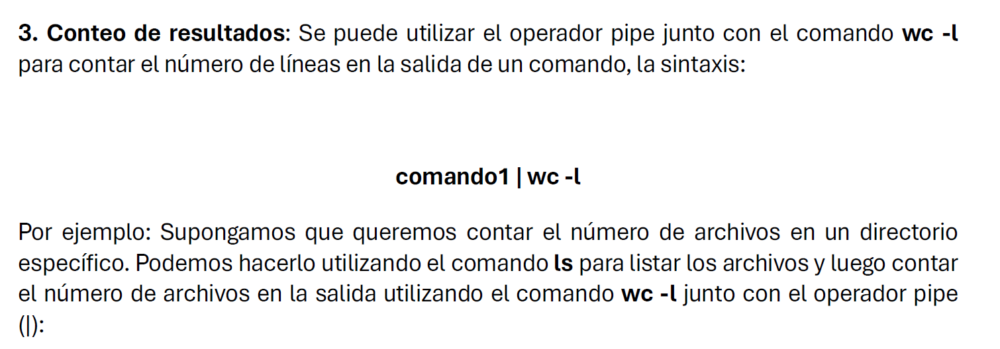 3. Conteo de resultados: Se puede utilizar el operador pipe junto con el comando wc -l
para contar el número de líneas en la salida de un comando, la sintaxis:
comando1 | wc -l
Por ejemplo: Supongamos que queremos contar el número de archivos en un directorio
específico. Podemos hacerlo utilizando el comando ls para listar los archivos y luego contar
el número de archivos en la salida utilizando el comando wc -l junto con el operador pipe
(|):